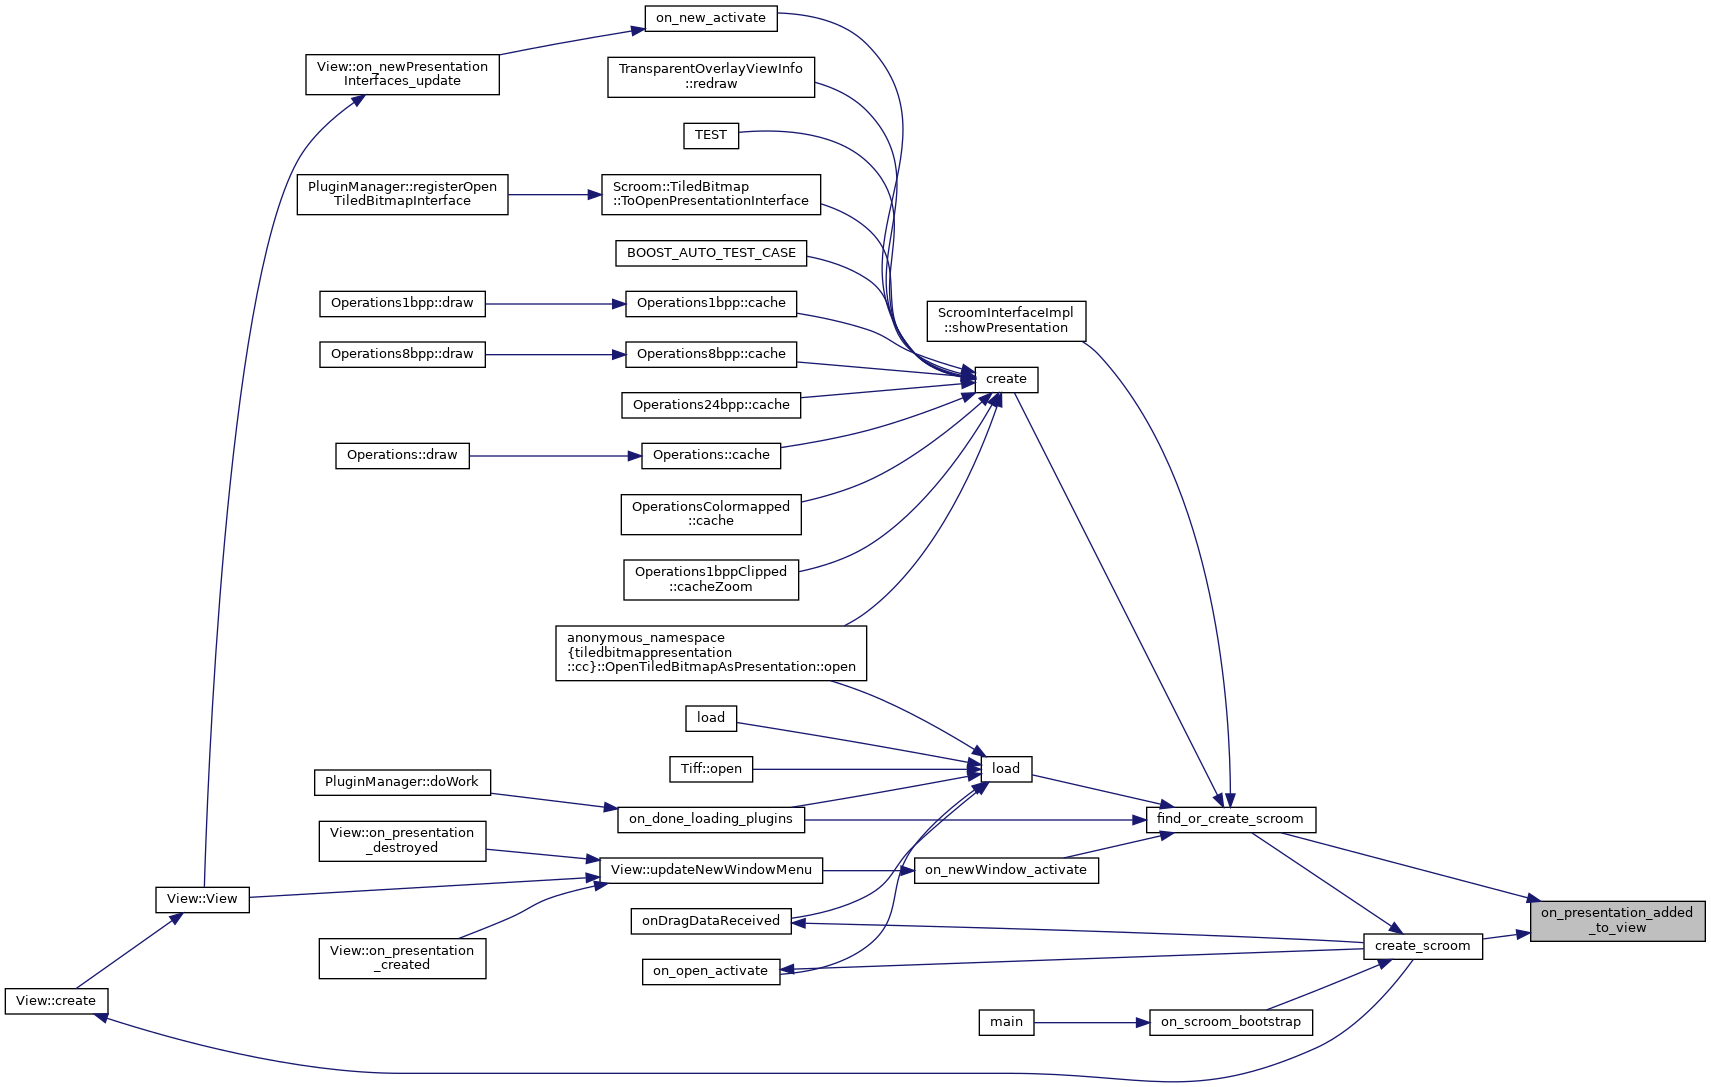 on_new_activate
View::on_newPresentation
Interfaces_update
TransparentOverlayViewInfo
::redraw
TEST
PluginManager::registerOpen
TiledBitmapInterface
Scroom::TiledBitmap
::ToOpenPresentationInterface
BOOST_AUTO_TEST_CASE
Operations1bpp::draw
Operations1bpp::cache
ScroomInterfaceImpl
::showPresentation
Operations8bpp::draw
Operations8bpp::cache
create
Operations24bpp::cache
Operations::draw
Operations::cache
OperationsColormapped
::cache
Operations1bppClipped
::cacheZoom
anonymous_namespace
{tiledbitmappresentation
::cc}::OpenTiledBitmapAsPresentation::open
load
Tiff::open
load
PluginManager::doWork
on_done_loading_plugins
find_or_create_scroom
View::on_presentation
_destroyed
View::updateNewWindowMenu
on_newWindow_activate
View::View
onDragDataReceived
on_presentation_added
_to_view
View::on_presentation
_created
create_scroom
on_open_activate
View::create
main
on_scroom_bootstrap